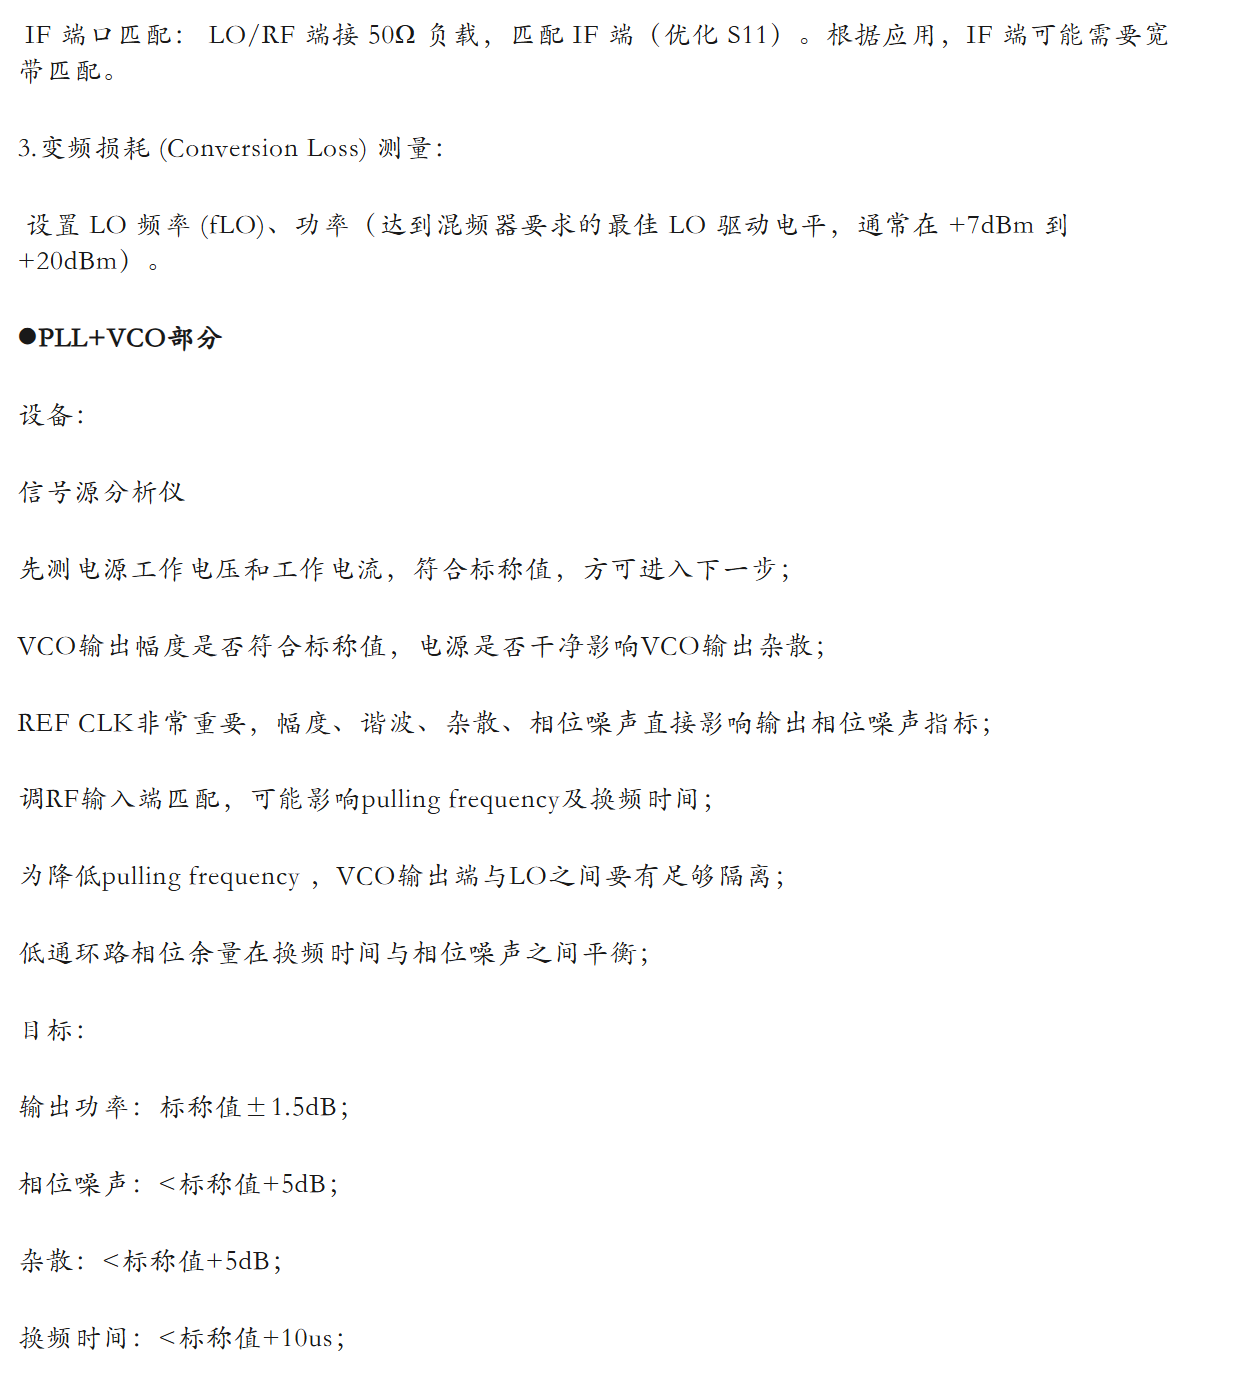 IF 端口匹配： LO/RF 端接 50Ω 负载，匹配 IF 端（优化 S11）。根据应用，IF 端可能需要宽
带匹配。
3.变频损耗 (Conversion Loss) 测量：
设置 LO 频率 (fLO)、功率（达到混频器要求的最佳 LO 驱动电平，通常在 +7dBm 到
+20dBm）。
●PLL+VCO部分
设备：
信号源分析仪
先测电源工作电压和工作电流，符合标称值，方可进入下一步；
VCO输出幅度是否符合标称值，电源是否干净影响VCO输出杂散；
REF CLK非常重要，幅度、谐波、杂散、相位噪声直接影响输出相位噪声指标；
调RF输入端匹配，可能影响pulling frequency及换频时间；
为降低pulling frequency ，VCO输出端与LO之间要有足够隔离；
低通环路相位余量在换频时间与相位噪声之间平衡；
目标：
输出功率：标称值±1.5dB；
相位噪声：<标称值+5dB；
杂散：<标称值+5dB；
换频时间：<标称值+10us；